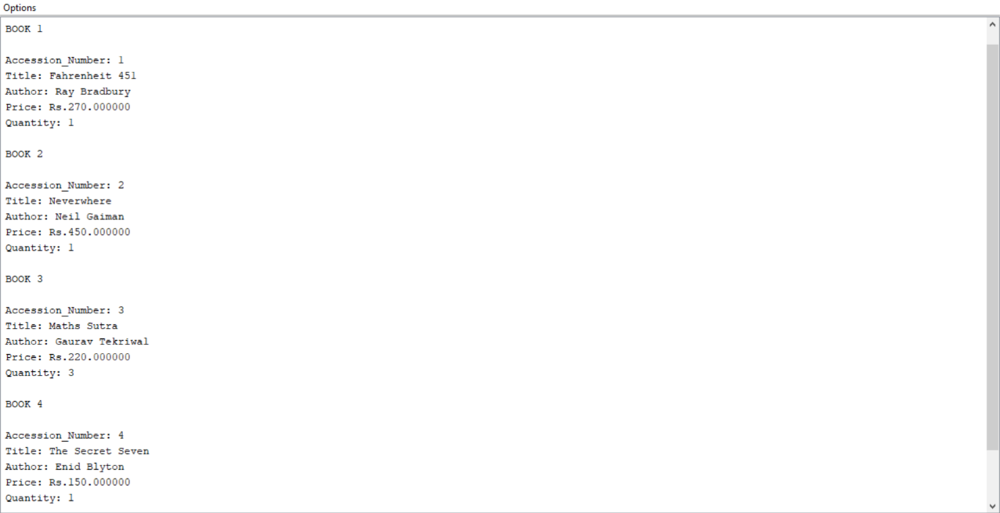 Options
BOOK 1
Accession_Number: 1
Title: Fahrenheit 451
Author: Ray Bradbury
Price: Rs.270.000000
Quantity: 1
BOOK 2
Accession_Number: 2
Title: Neverwhere
Author: Neil Gaiman
Price: Rs.450.000000
Quantity: 1
BOOK 3
Accession_Number: 3
Title: Maths Sutra
Author: Gaurav Tekriwal
Price: Rs.220.000000
Quantity: 3
BOOK 4
Accession_Number: 4
Title: The Secret Seven
Author: Enid Blyton
Price: Rs.150.000000
Quantity: 1